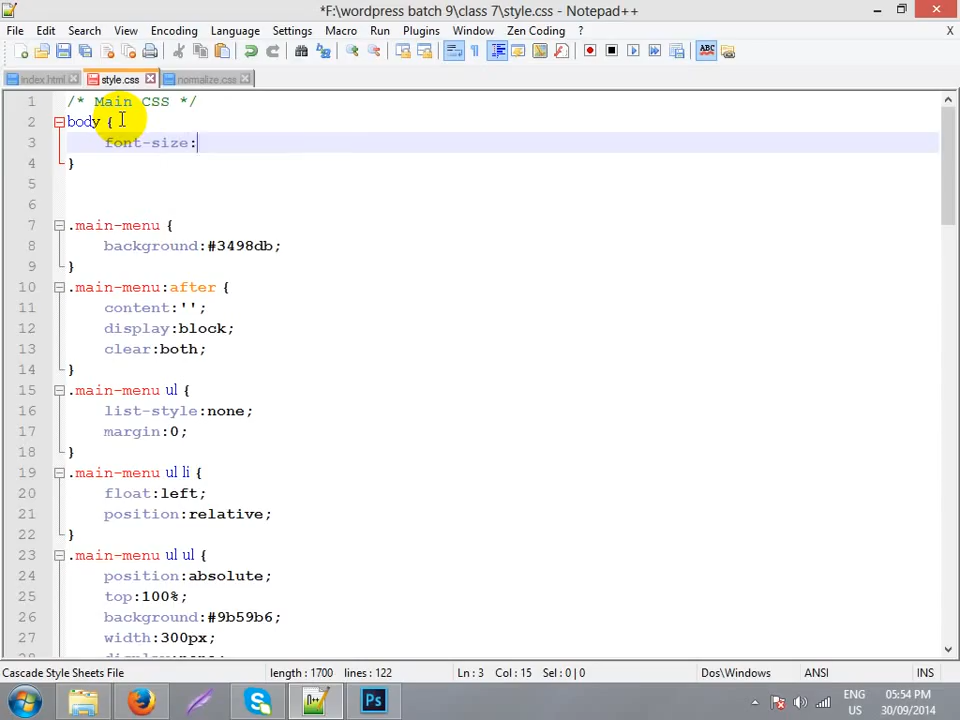 *F:\wordpress batch 9\class 7\style.css - Notepad++
File Edit Search View Encoding Language Settings Macro Run Plugins Window Zen Coding ? X
index.html style.css normalize.css
1 /* Main CSS */
2 body {
3 font-size:
4 }
5
6
7 .main-menu {
8 background:#3498db;
9 }
10 .main-menu:after {
11 content:'';
12 display:block;
13 clear:both;
14 }
15 .main-menu ul {
16 list-style:none;
17 margin:0;
18 }
19 .main-menu ul li {
20 float:left;
21 position:relative;
22 }
23 .main-menu ul ul {
24 position:absolute;
25 top:100%;
26 background:#9b59b6;
27 width:300px;
28 display:none;
Cascade Style Sheets File length : 1700 lines : 122 Ln : 3 Col : 15 Sel : 0 | 0 Dos\Windows ANSI INS
ENG 05:54 PM
US 30/09/2014